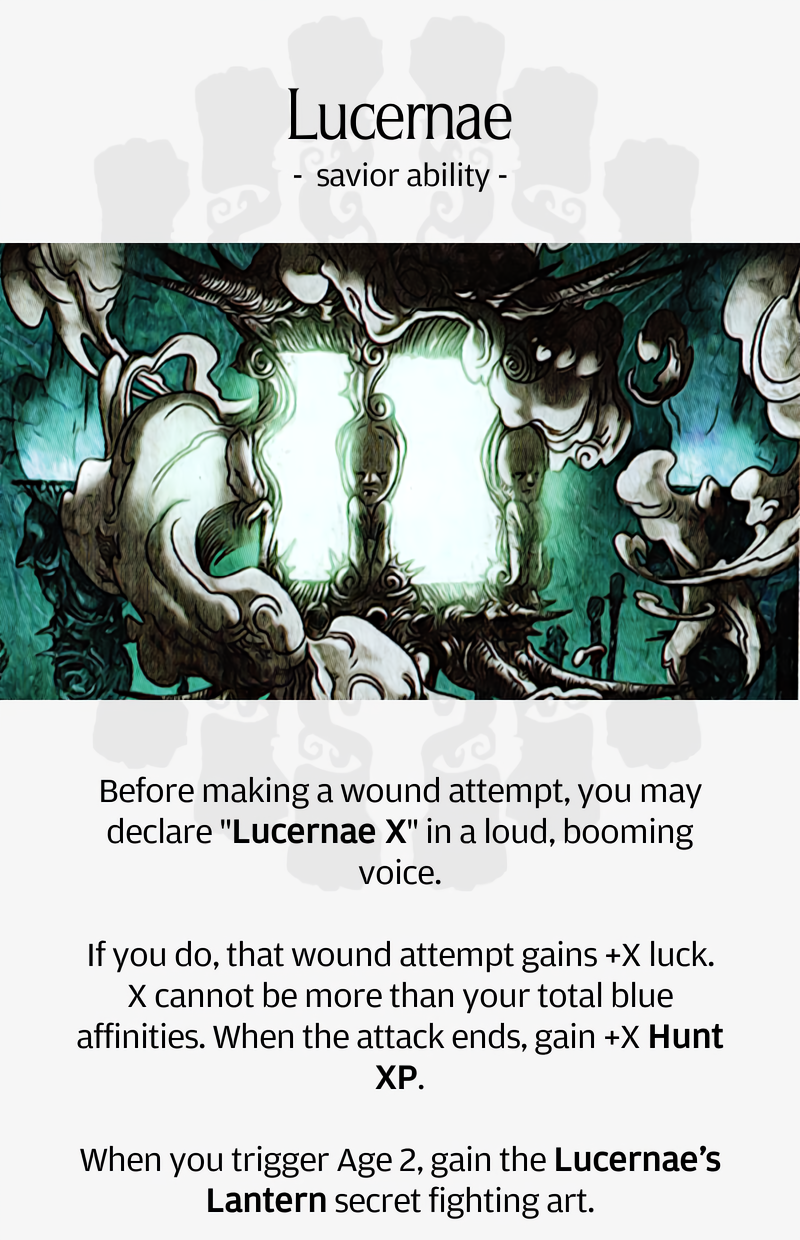 Lucernae
- savior ability -
Before making a wound attempt, you may
declare "Lucernae X" in a loud, booming
voice.
If you do, that wound attempt gains +X luck.
X cannot be more than your total blue
affinities. When the attack ends, gain +X Hunt
XP.
When you trigger Age 2, gain the Lucernae’s
Lantern secret fighting art.